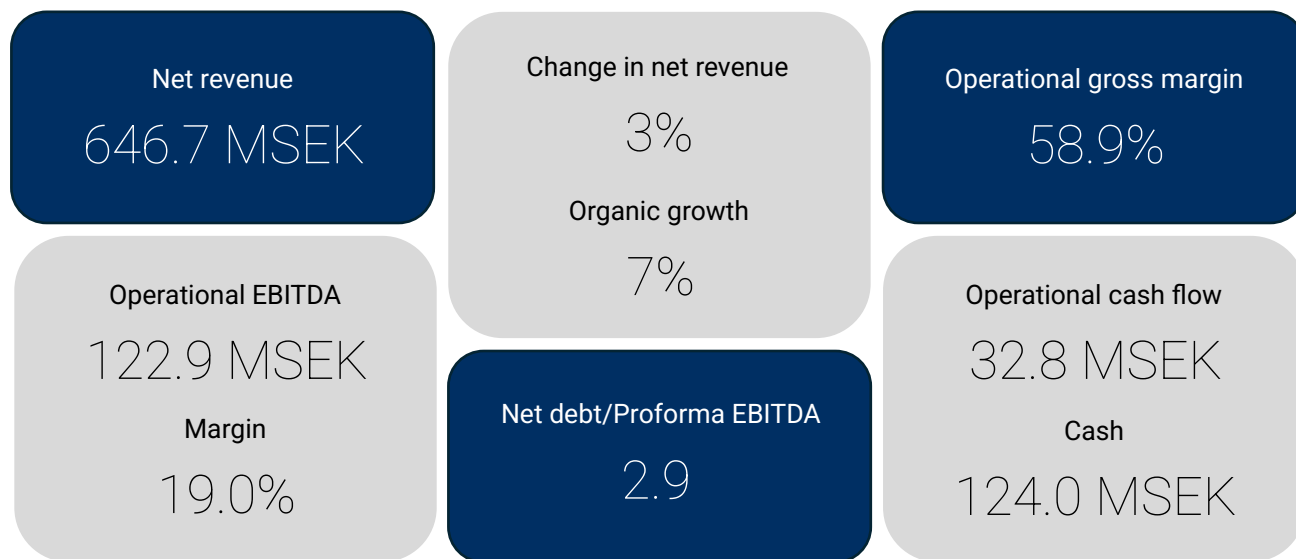 Net revenue
646.7 MSEK
Change in net revenue
3%
Organic growth
7%
Operational gross margin
58.9%
Operational EBITDA
122.9 MSEK
Margin
19.0%
Net debt/Proforma EBITDA
2.9
Operational cash flow
32.8 MSEK
Cash
124.0 MSEK